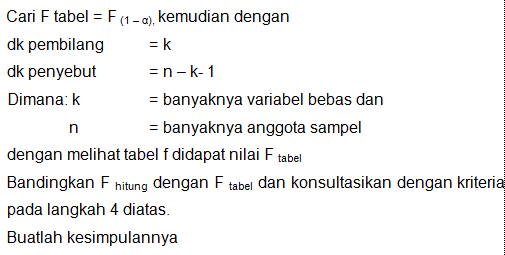 Cari F tabel = F (1 – α), kemudian dengan
dk pembilang = k
dk penyebut = n – k- 1
Dimana: k = banyaknya variabel bebas dan
n = banyaknya anggota sampel
dengan melihat tabel f didapat nilai F tabel
Bandingkan F hitung dengan F tabel dan konsultasikan dengan kriteria
pada langkah 4 diatas.
Buatlah kesimpulannya